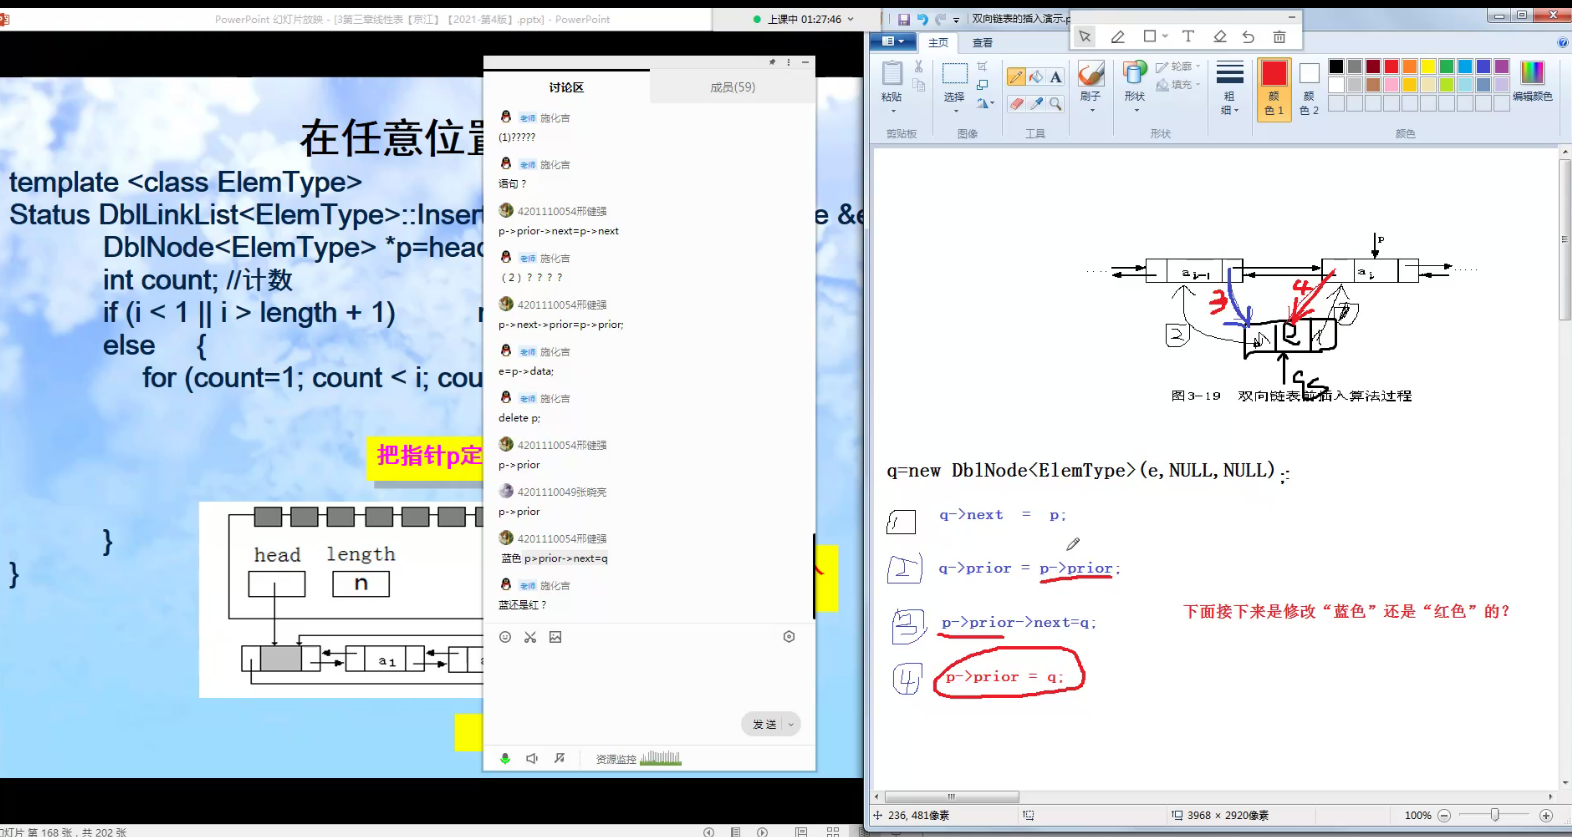 PowerPoint 幻灯片放映 - [3第三章线性表【京江】【2021-第4版】.pptx] - PowerPoint
上课中 01:27:46
在任意位置
template <class ElemType>
Status DblLinkList<ElemType>::Insert
e &e
DblNode<ElemType> *p=head
int count; //计数
if (i < 1 || i > length + 1)
else {
for (count=1; count < i; cou
把指针p定
}
}
head length
n
a1
幻灯片 第 168 张，共 202 张
讨论区
成员(59)
老师 施化吉
(1)?????
老师 施化吉
语句？
4201110054邢健强
p->prior->next=p->next
老师 施化吉
（2）？？？？
4201110054邢健强
p->next->prior=p->prior;
老师 施化吉
e=p->data;
老师 施化吉
delete p;
4201110054邢健强
p->prior
4201110049张晓亮
p->prior
4201110054邢健强
蓝色 p>prior->next=q
老师 施化吉
蓝还是红？
发送
资源监控
双向链表的插入演示.p
主页
查看
粘贴
剪贴板
选择
图像
A
工具
刷子
形状
轮廓
填充
形状
粗细
颜色 1
颜色 2
编辑颜色
颜色
p
ai-1
ai
3
4
2
e
图3-19 双向链表前插入算法过程
q=new DblNode<ElemType>(e,NULL,NULL);
1 q->next = p;
2 q->prior = p->prior;
下面接下来是修改“蓝色”还是“红色”的？
3 p->prior->next=q;
4 p->prior = q;
236, 481像素
3968 × 2920像素
100%